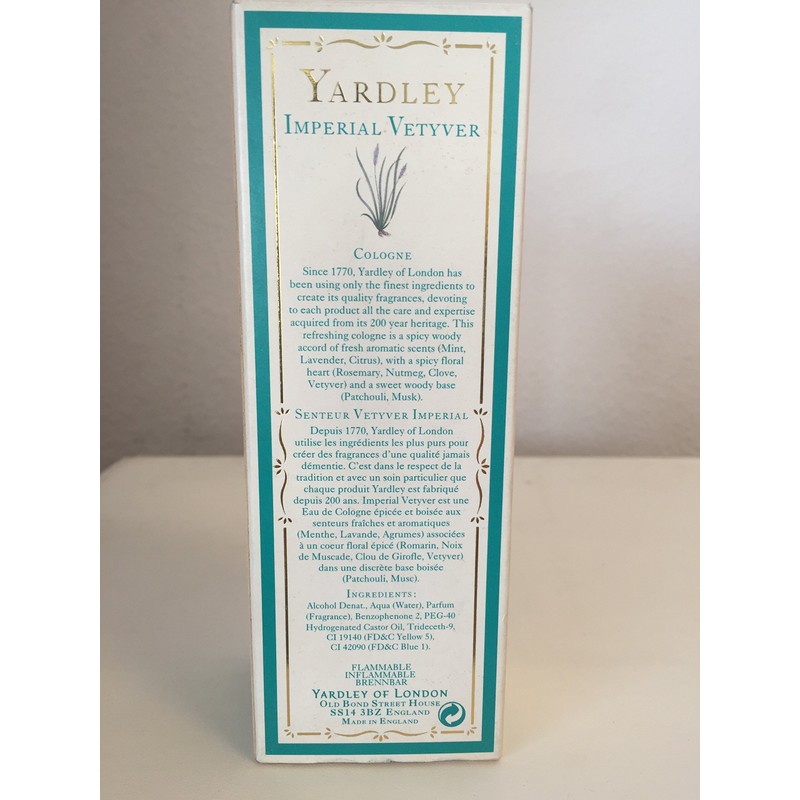 YARDLEY
IMPERIAL VETYVER
COLOGNE
Since 1770, Yardley of London has
been using only the finest ingredients to
create its quality fragrances, devoting
to each product all the care and expertise
acquired from its 200 year heritage. This
refreshing cologne is a spicy woody
accord of fresh aromatic scents (Mint,
Lavender, Citrus), with a spicy floral
heart (Rosemary, Nutmeg, Clove,
Vetyver) and a sweet woody base
(Patchouli, Musk).
SENTEUR VETYVER IMPERIAL
Depuis 1770, Yardley of London
utilise les ingrédients les plus purs pour
créer des fragrances d'une qualité jamais
démentie. C'est dans le respect de la
tradition et avec un soin particulier que
chaque produit Yardley est fabriqué
depuis 200 ans. Imperial Vetyver est une
Eau de Cologne épicée et boisée aux
senteurs fraîches et aromatiques
(Menthe, Lavande, Agrumes) associées
à un coeur floral épicé (Romarin, Noix
de Muscade, Clou de Girofle, Vetyver)
dans une discrète base boisée
(Patchouli, Musc).
INGREDIENTS:
Alcohol Denat., Aqua (Water), Parfum
(Fragrance), Benzophenone 2, PEG-40
Hydrogenated Castor Oil, Trideceth-9,
CI 19140 (FD&C Yellow 5),
CI 42090 (FD&C Blue 1).
FLAMMABLE
INFLAMMABLE
BRENNBAR
YARDLEY OF LONDON
OLD BOND STREET HOUSE
SS14 3BZ ENGLAND
MADE IN ENGLAND